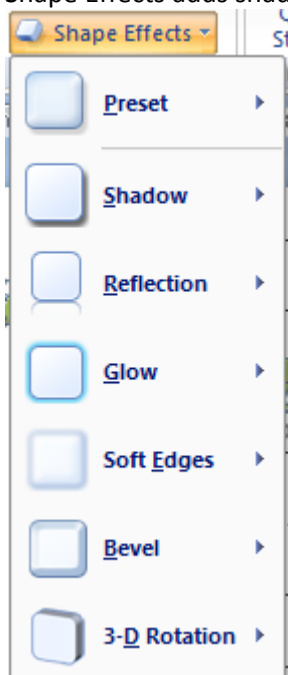 Shape Effects adds shad
Shape Effects
Preset
Shadow
Reflection
Glow
Soft Edges
Bevel
3-D Rotation